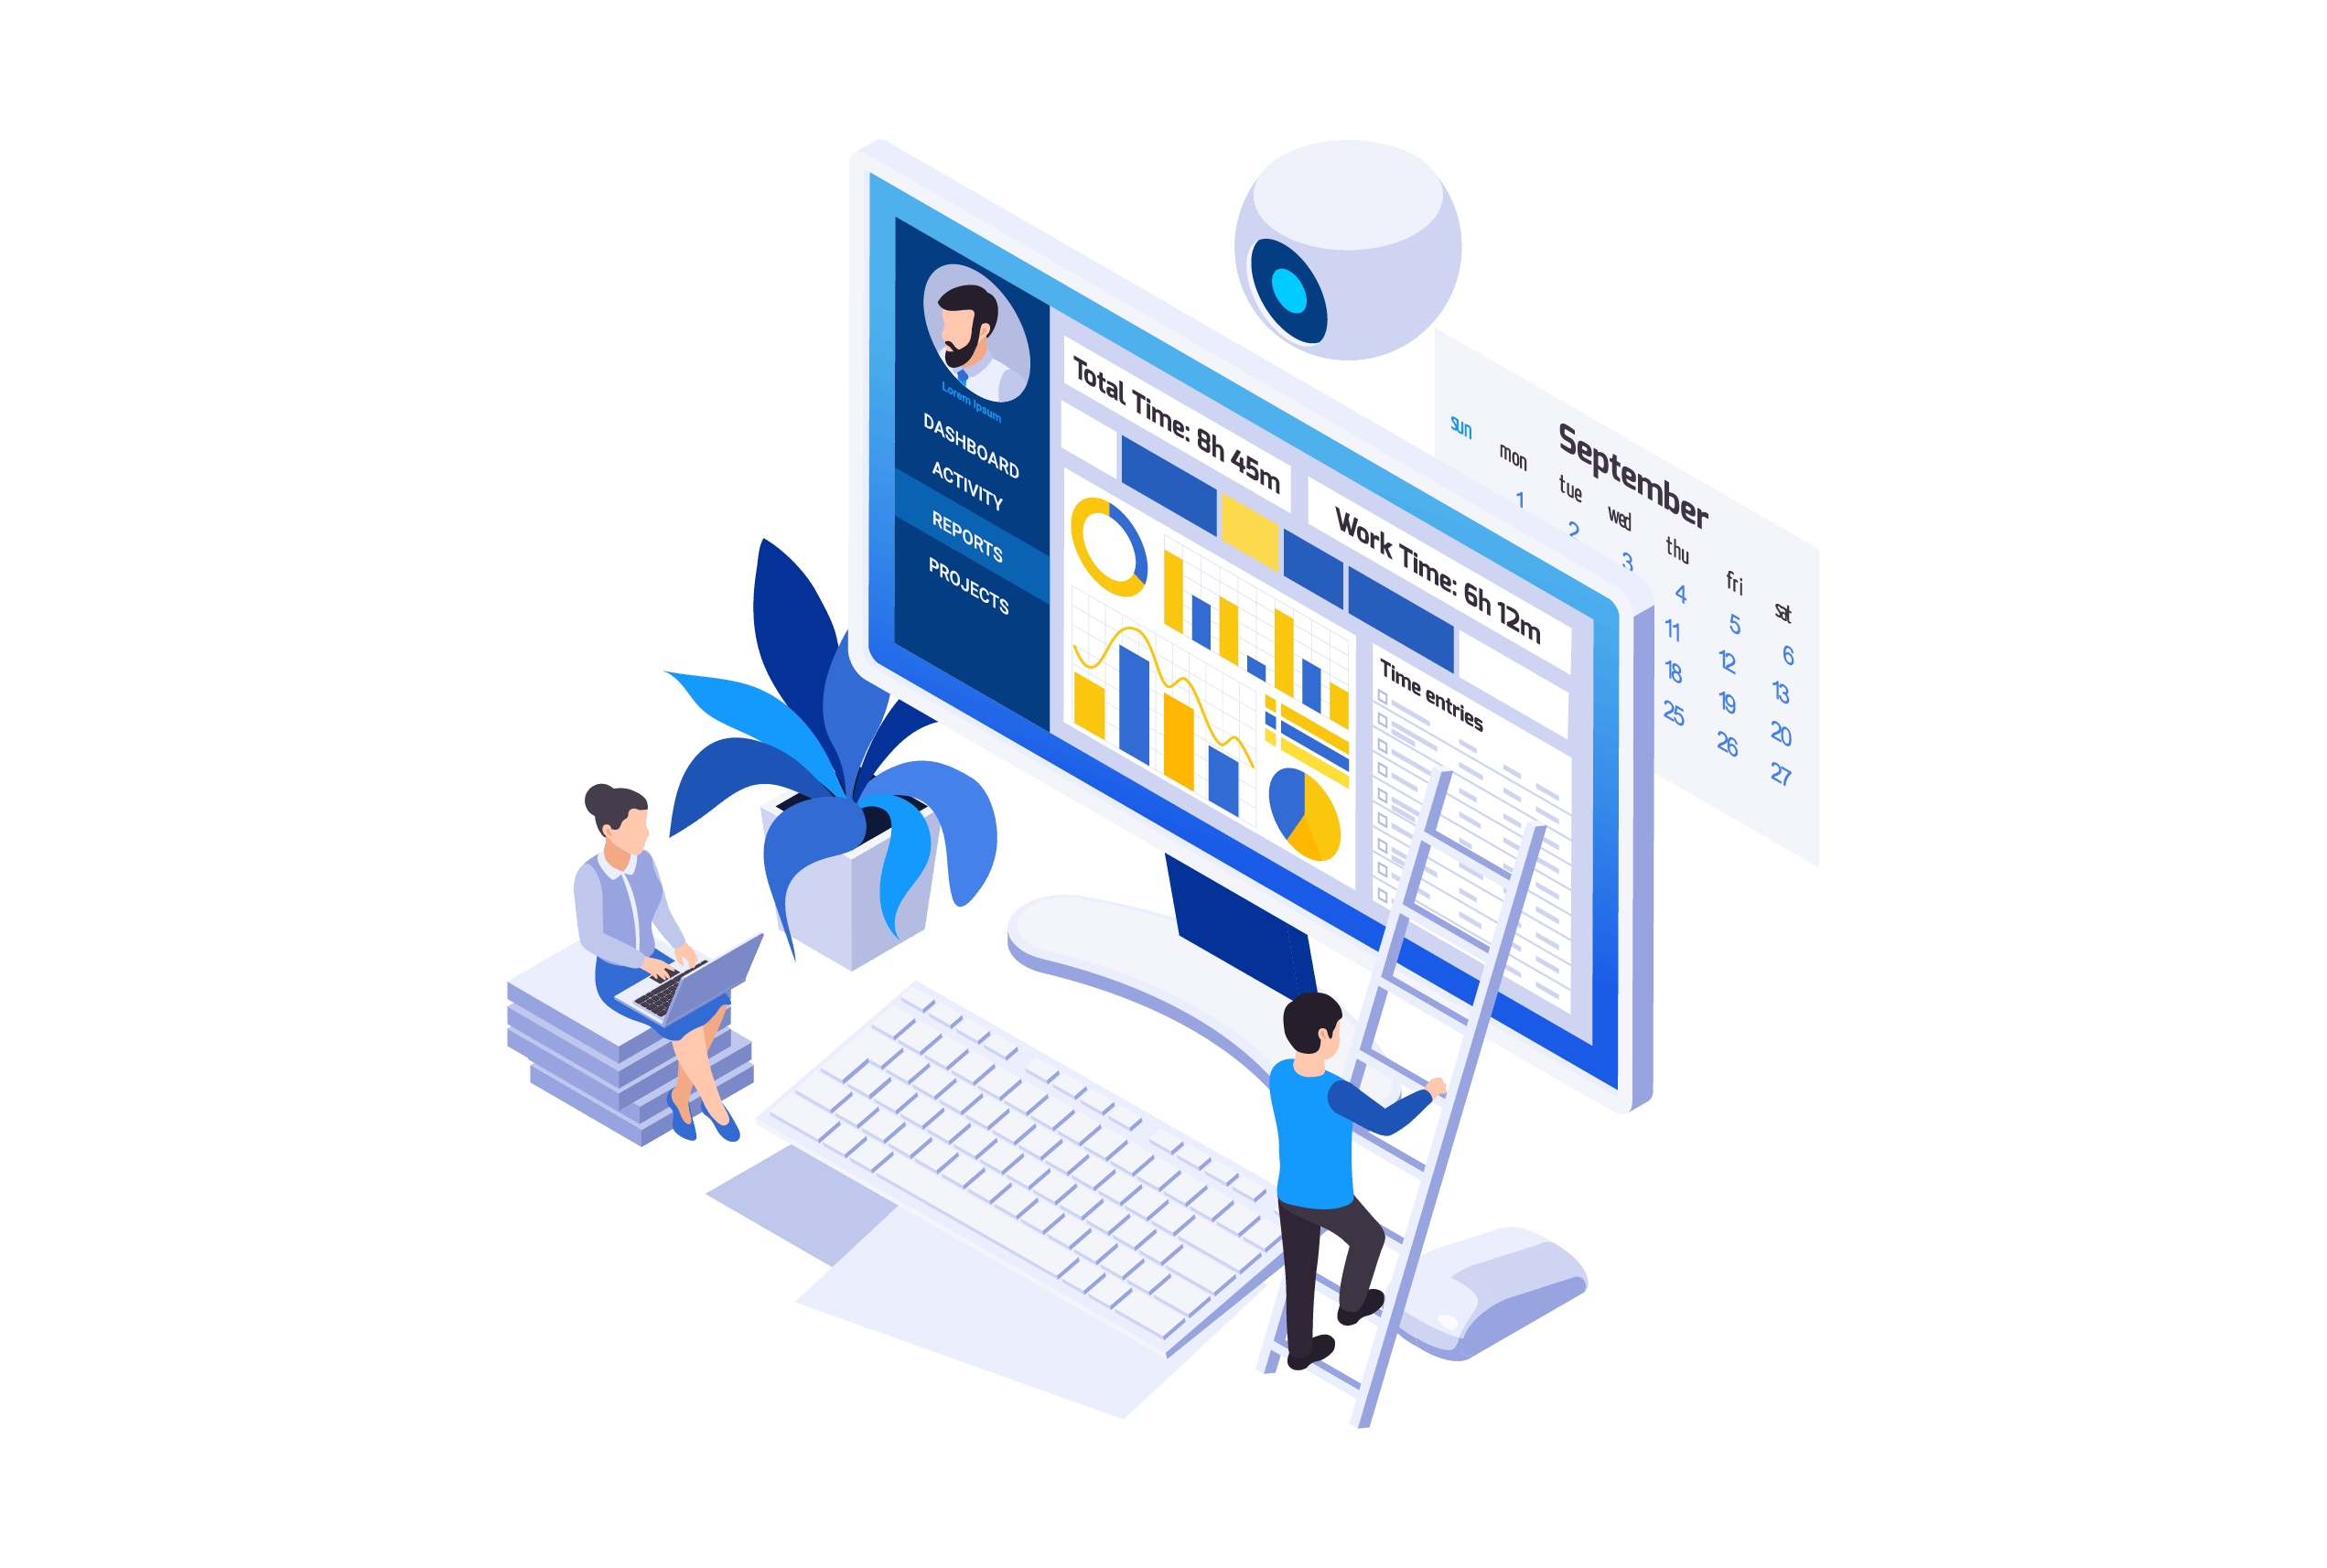 Lorem Ipsum
DASHBOARD
ACTIVITY
REPORTS
PROJECTS
Total Time: 8h 45m
Work Time: 6h 12m
Time entries
September
sun mon tue wed thu fri sat
1 2 3 4 5 6
11 12 13
18 19 20
25 26 27